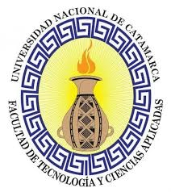 UNIVERSIDAD NACIONAL DE CATAMARCA
FACULTAD DE TECNOLOGÍA Y CIENCIAS APLICADAS